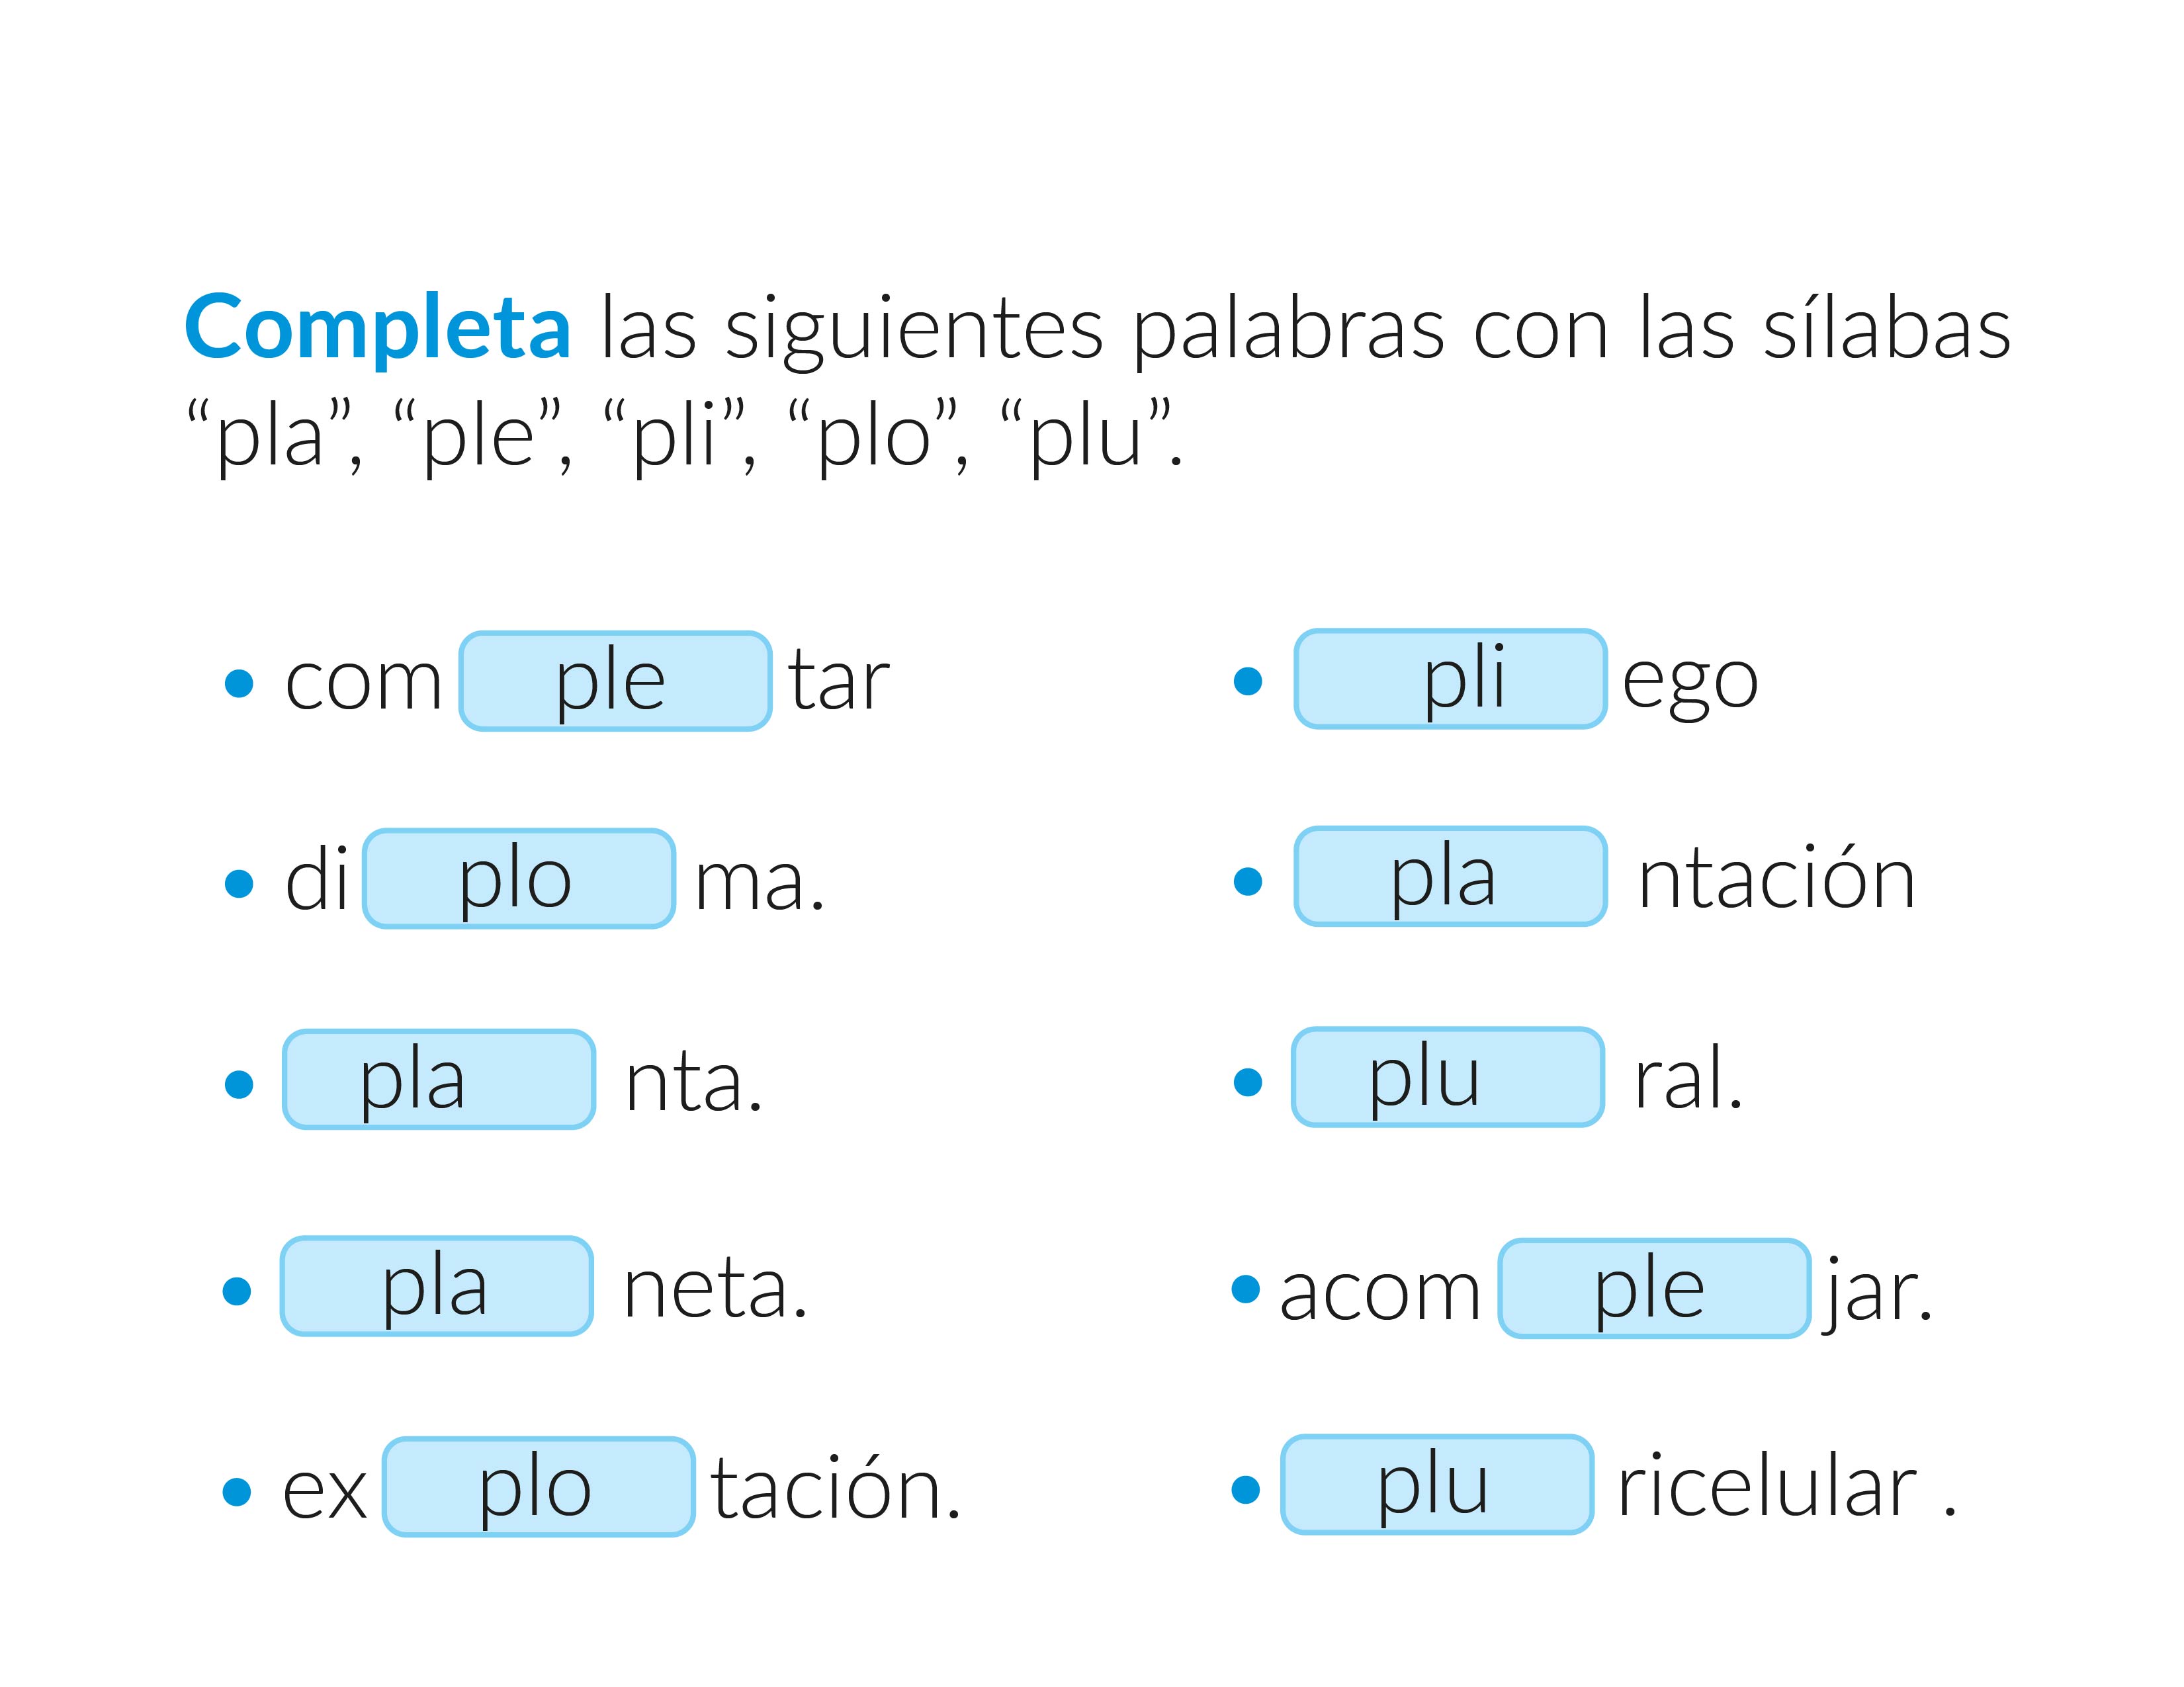 Completa las siguientes palabras con las sílabas
“pla”, “ple”, “pli”, “plo”, “plu”.
• com ple tar
• di plo ma.
• pla nta.
• pla neta.
• ex plo tación.
• pli ego
• pla ntación
• plu ral.
• acom ple jar.
• plu ricelular .